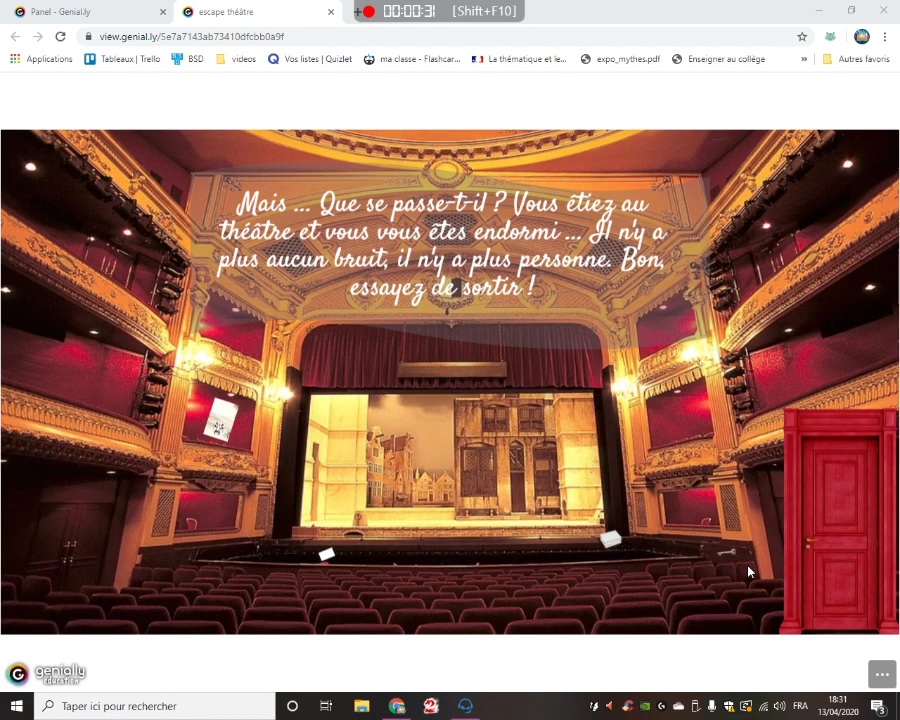 Panel - Genial.ly
escape théâtre
00:00:31 [Shift+F10]
view.genial.ly/5e7a7143ab73410dfcbb0a9f
Applications
Tableaux | Trello
BSD
videos
Vos listes | Quizlet
ma classe - Flashcar...
La thématique et le...
expo_mythes.pdf
Enseigner au collège
»
Autres favoris
Mais ... Que se passe-t-il ? Vous étiez au
théâtre et vous vous êtes endormi ... Il n'y a
plus aucun bruit, il n'y a plus personne. Bon,
essayez de sortir !
genially
EDUCATION
Taper ici pour rechercher
FRA
18:31
13/04/2020
3